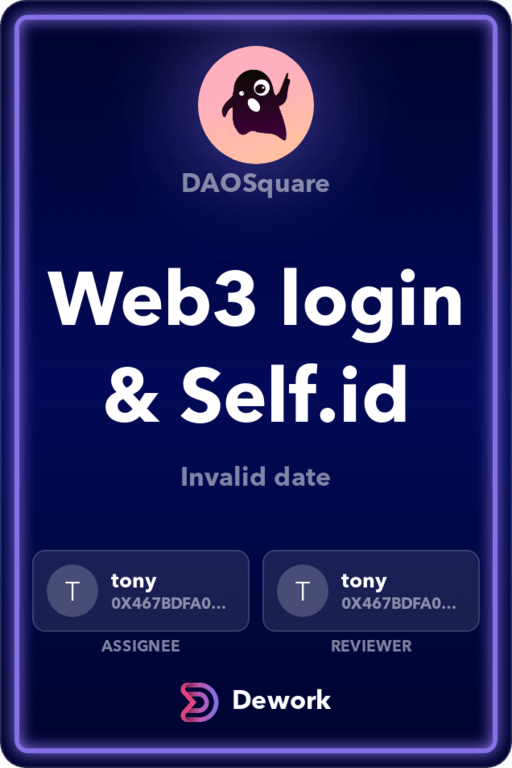 DAOSquare
Web3 login
& Self.id
Invalid date
T
tony
0X467BDFA0...
ASSIGNEE
T
tony
0X467BDFA0...
REVIEWER
Dework